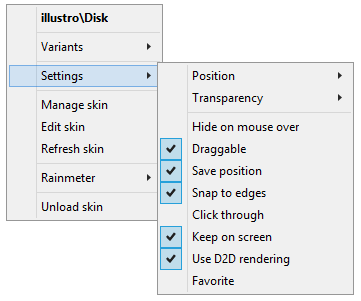 illustro\Disk
Variants
Settings
Manage skin
Edit skin
Refresh skin
Rainmeter
Unload skin
Position
Transparency
Hide on mouse over
Draggable
Save position
Snap to edges
Click through
Keep on screen
Use D2D rendering
Favorite